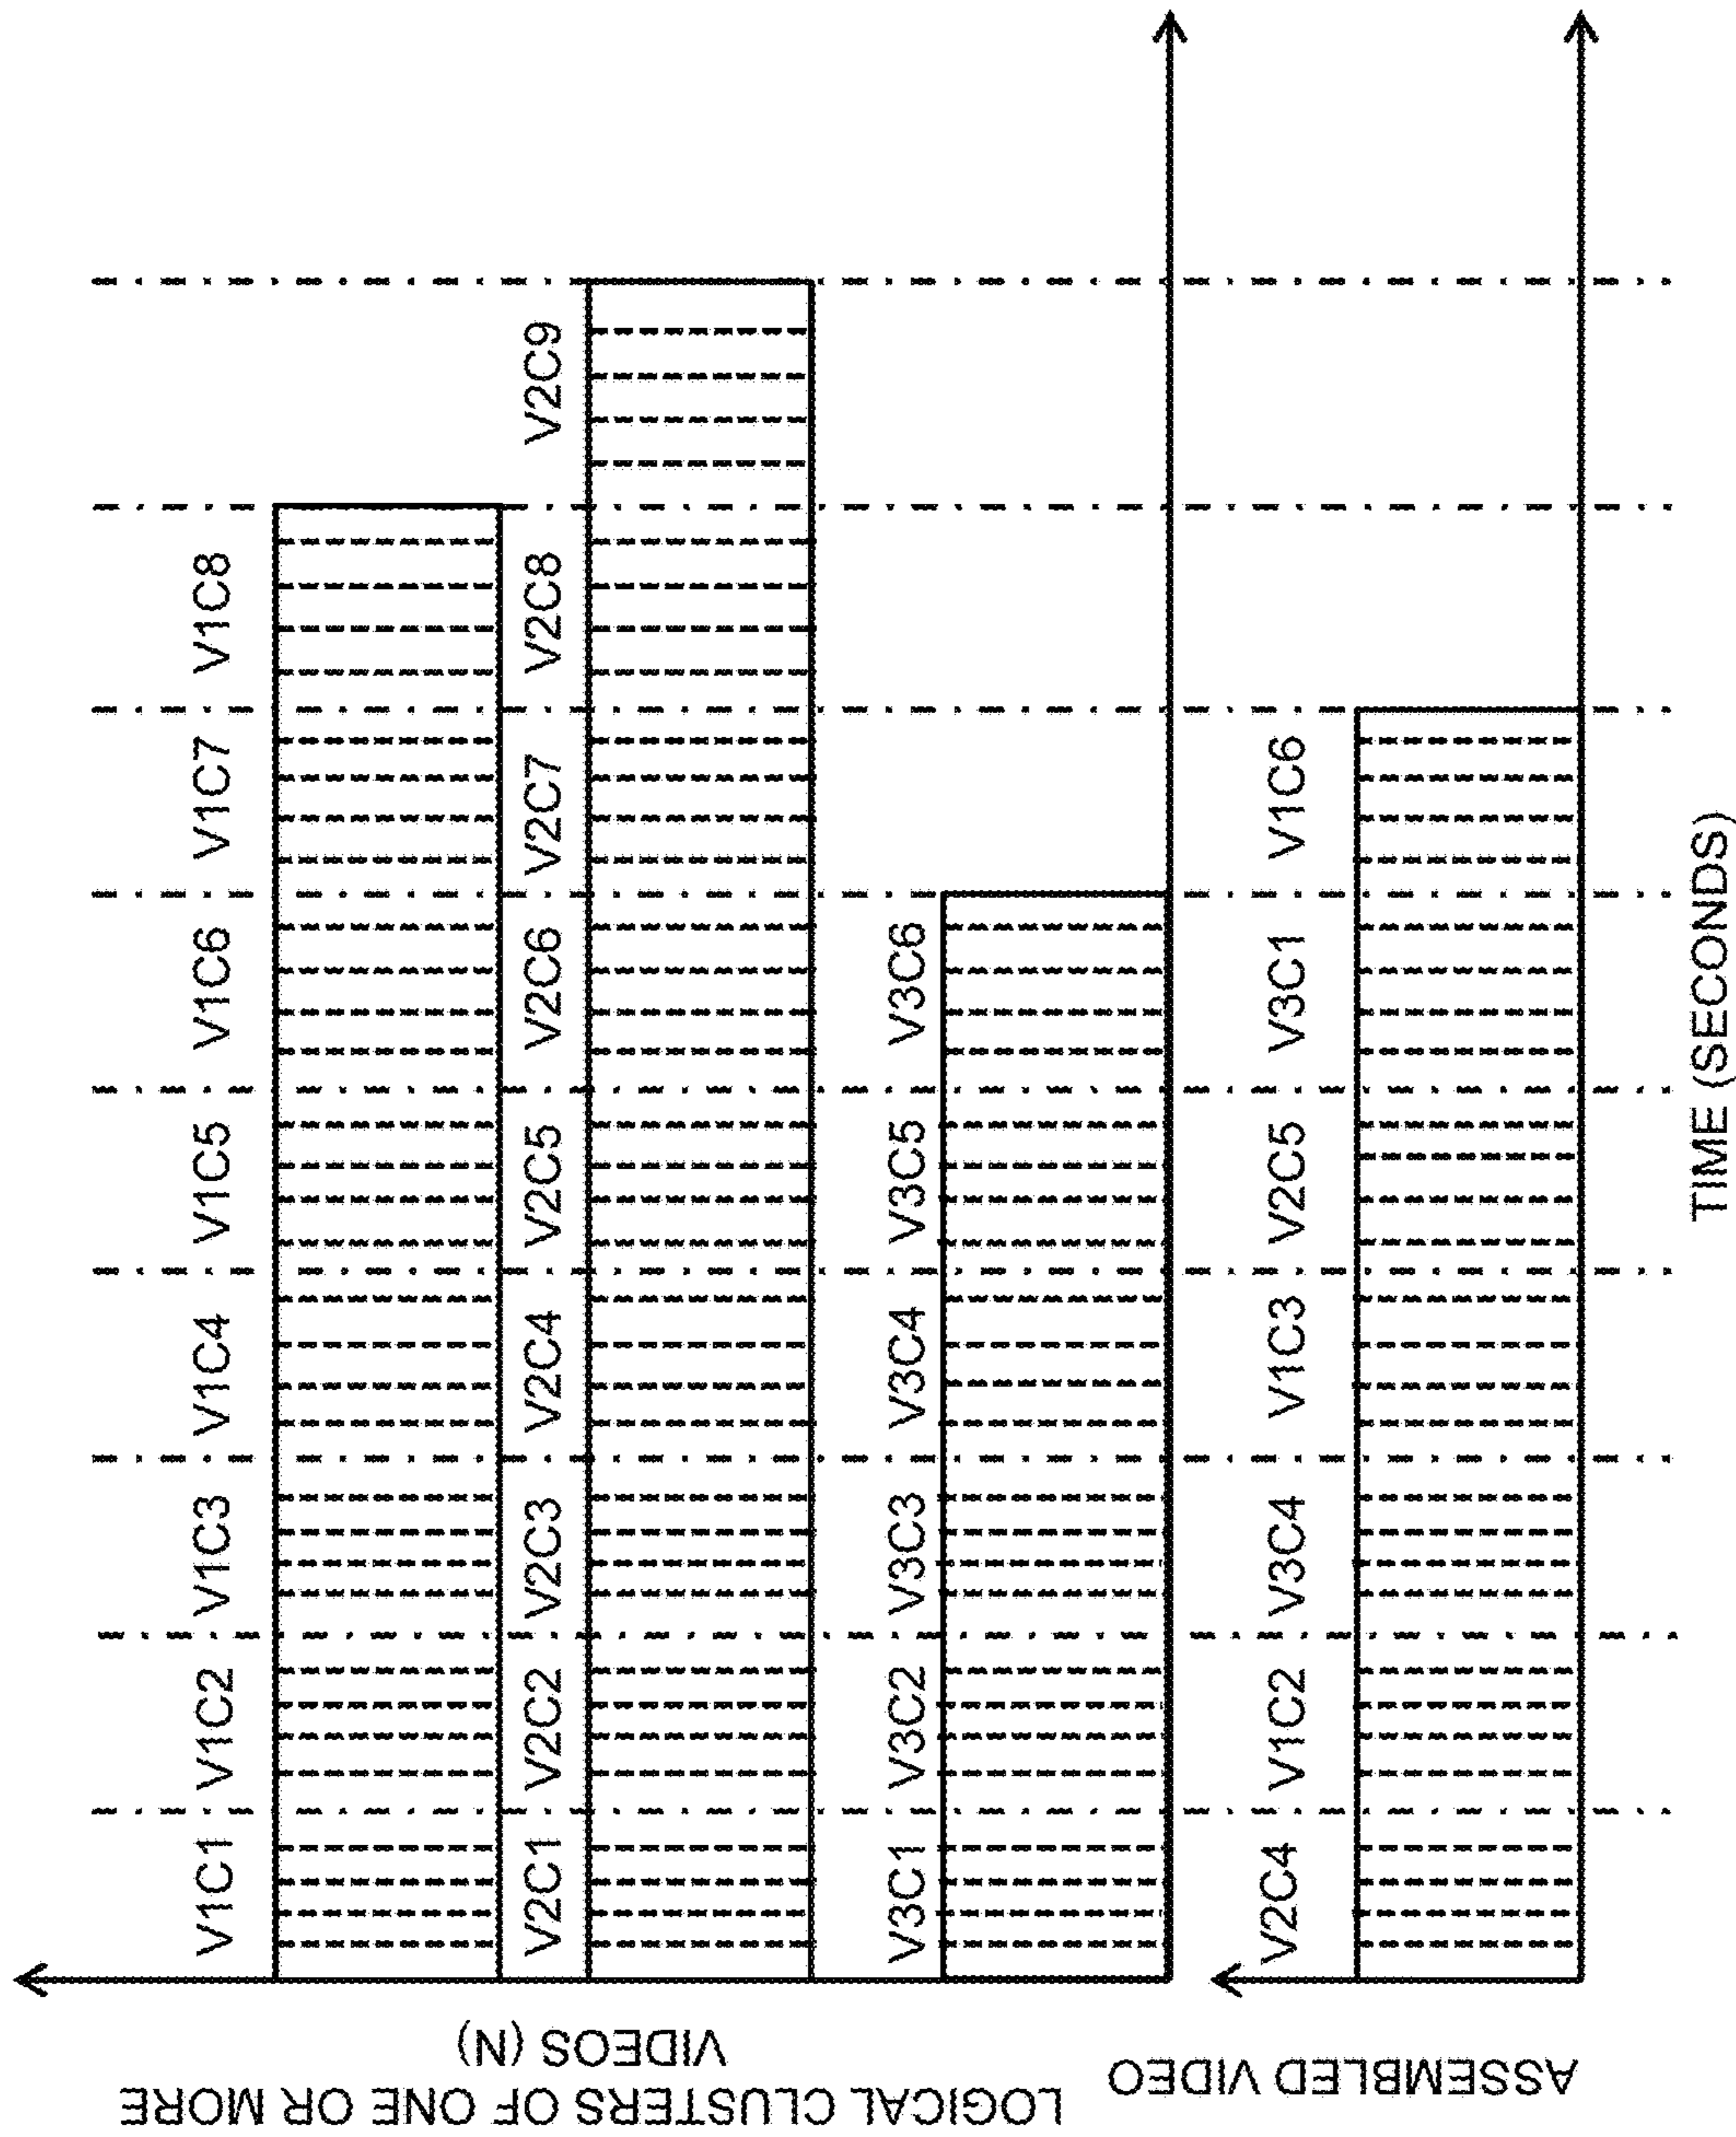 LOGICAL CLUSTERS OF ONE OR MORE
VIDEOS (N)
V1C1 V1C2 V1C3 V1C4 V1C5 V1C6 V1C7 V1C8
V2C1 V2C2 V2C3 V2C4 V2C5 V2C6 V2C7 V2C8 V2C9
V3C1 V3C2 V3C3 V3C4 V3C5 V3C6
ASSEMBLED VIDEO
V2C4 V1C2 V3C4 V1C3 V2C5 V3C1 V1C6
TIME (SECONDS)